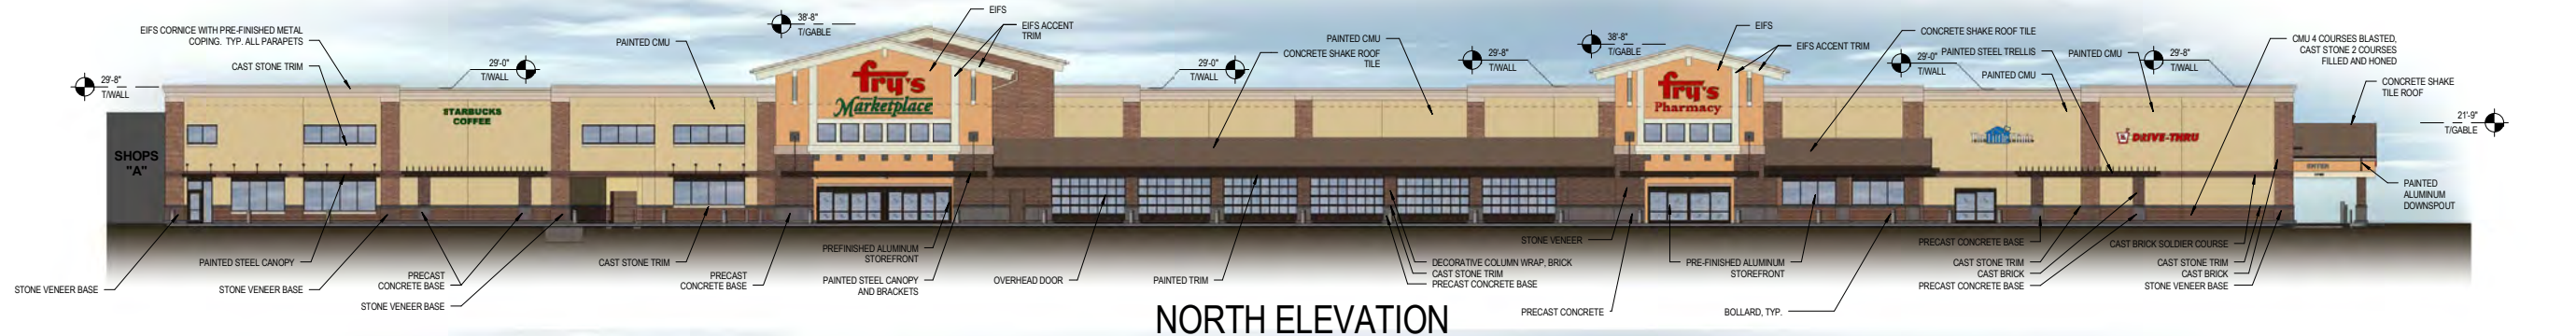 EIFS CORNICE WITH PRE-FINISHED METAL
COPING. TYP. ALL PARAPETS
CAST STONE TRIM
29'-8"
T/WALL
29'-0"
T/WALL
PAINTED CMU
38'-8"
T/GABLE
EIFS
EIFS ACCENT
TRIM
29'-0"
T/WALL
CONCRETE SHAKE ROOF
TILE
PAINTED CMU
29'-8"
T/WALL
38'-8"
T/GABLE
EIFS
EIFS ACCENT TRIM
CONCRETE SHAKE ROOF TILE
PAINTED STEEL TRELLIS
29'-0"
T/WALL
PAINTED CMU
PAINTED CMU
29'-8"
T/WALL
CMU 4 COURSES BLASTED,
CAST STONE 2 COURSES
FILLED AND HONED
CONCRETE SHAKE
TILE ROOF
21'-9"
T/GABLE
SHOPS
"A"
STARBUCKS
COFFEE
fry's
Marketplace
fry's
Pharmacy
The Little Clinic
DRIVE-THRU
ENTER
PAINTED
ALUMINUM
DOWNSPOUT
STONE VENEER BASE
PAINTED STEEL CANOPY
STONE VENEER BASE
PRECAST
CONCRETE BASE
STONE VENEER BASE
CAST STONE TRIM
PRECAST
CONCRETE BASE
PREFINISHED ALUMINUM
STOREFRONT
PAINTED STEEL CANOPY
AND BRACKETS
OVERHEAD DOOR
PAINTED TRIM
DECORATIVE COLUMN WRAP, BRICK
CAST STONE TRIM
PRECAST CONCRETE BASE
STONE VENEER
PRECAST CONCRETE
PRE-FINISHED ALUMINUM
STOREFRONT
BOLLARD, TYP.
PRECAST CONCRETE BASE
CAST STONE TRIM
CAST BRICK
PRECAST CONCRETE BASE
CAST BRICK SOLDIER COURSE
CAST STONE TRIM
CAST BRICK
STONE VENEER BASE
NORTH ELEVATION